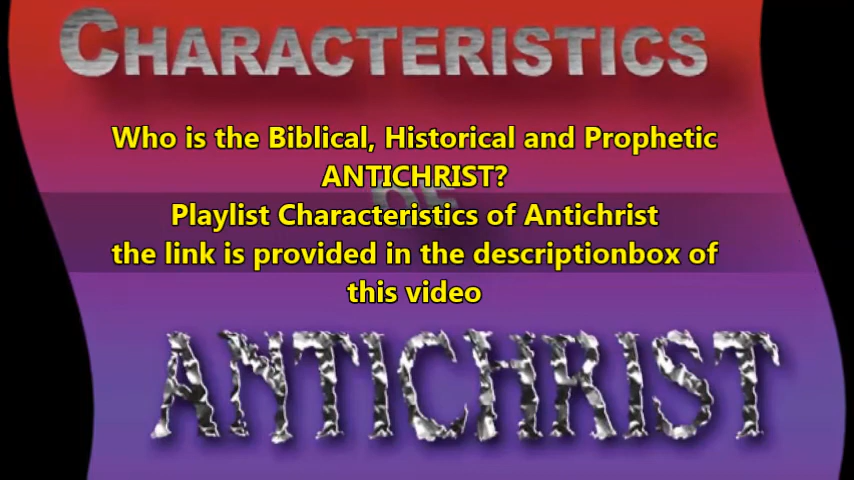 CHARACTERISTICS
Who is the Biblical, Historical and Prophetic
ANTICHRIST?
OF
Playlist Characteristics of Antichrist
the link is provided in the descriptionbox of
this video
ANTICHRIST